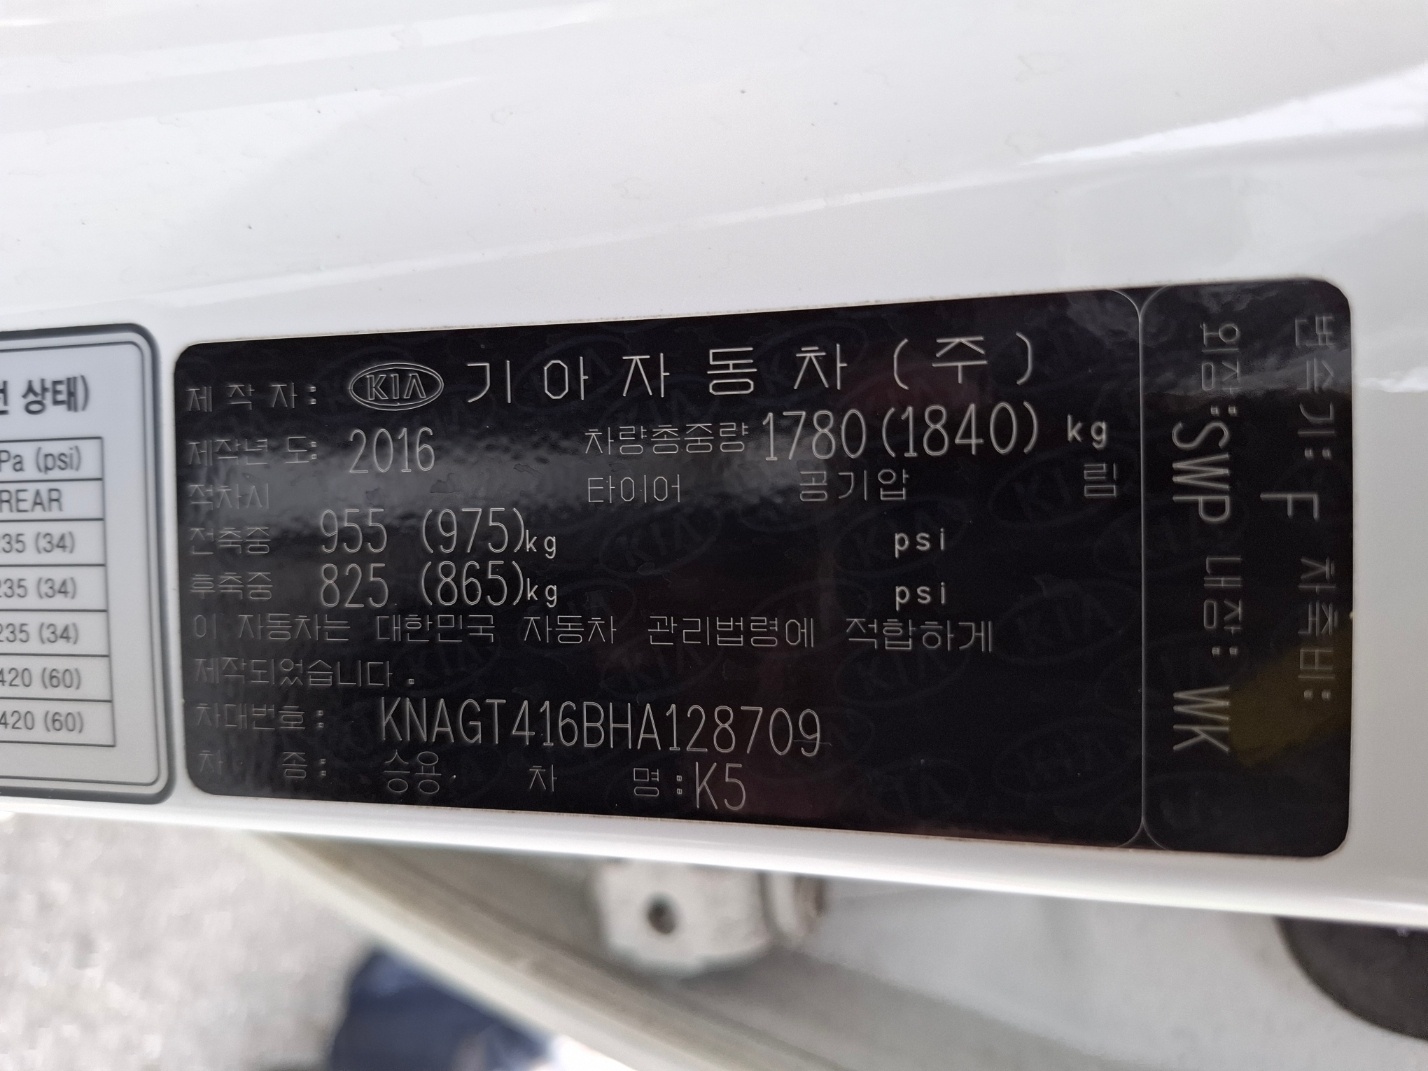 전 상태)
Pa (psi)
REAR
235 (34)
235 (34)
235 (34)
420 (60)
420 (60)
제 작 자: KIA 기 아 자 동 차 ( 주 )
제작년 도: 2016 차량총중량 1780(1840) kg
적차시 타이어 공기압 림
전축중 955 (975)kg psi
후축중 825 (865)kg psi
이 자동차는 대한민국 자동차 관리법령에 적합하게
제작되었습니다.
차대번호: KNAGT416BHA128709
차 종: 승용 차 명:K5
변속기: F 차축비:
외장:SWP 내장: WK